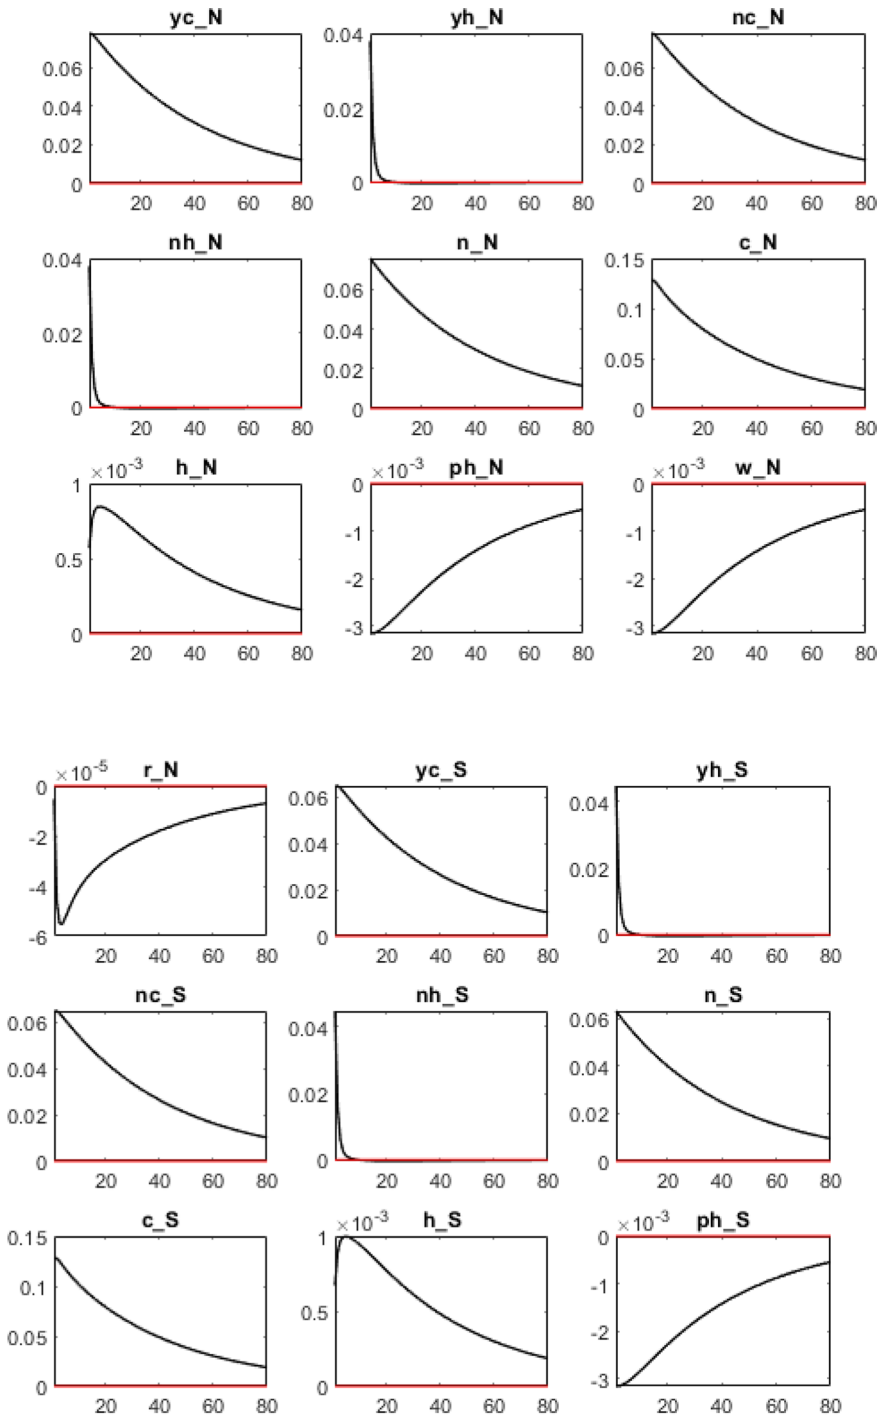 yc_N yh_N nc_N
0.06 0.04 0.06
0.04 0.02 0.04
0.02 0.02
0 0 0
20 40 60 80 20 40 60 80 20 40 60 80
nh_N n_N c_N
0.04 0.06 0.15
0.02 0.04 0.1
0.02 0.05
0 0 0
20 40 60 80 20 40 60 80 20 40 60 80
×10-3 h_N ×10-3 ph_N ×10-3 w_N
1 0 0
0.5 -1 -1
-2 -2
0 -3 -3
20 40 60 80 20 40 60 80 20 40 60 80
×10-5 r_N yc_S yh_S
0 0.06 0.04
-2 0.04 0.02
-4 0.02
-6 0 0
20 40 60 80 20 40 60 80 20 40 60 80
nc_S nh_S n_S
0.06 0.04 0.06
0.04 0.02 0.04
0.02 0.02
0 0 0
20 40 60 80 20 40 60 80 20 40 60 80
c_S ×10-3 h_S ×10-3 ph_S
0.15 1 0
0.1 0.5 -1
0.05 -2
0 0 -3
20 40 60 80 20 40 60 80 20 40 60 80